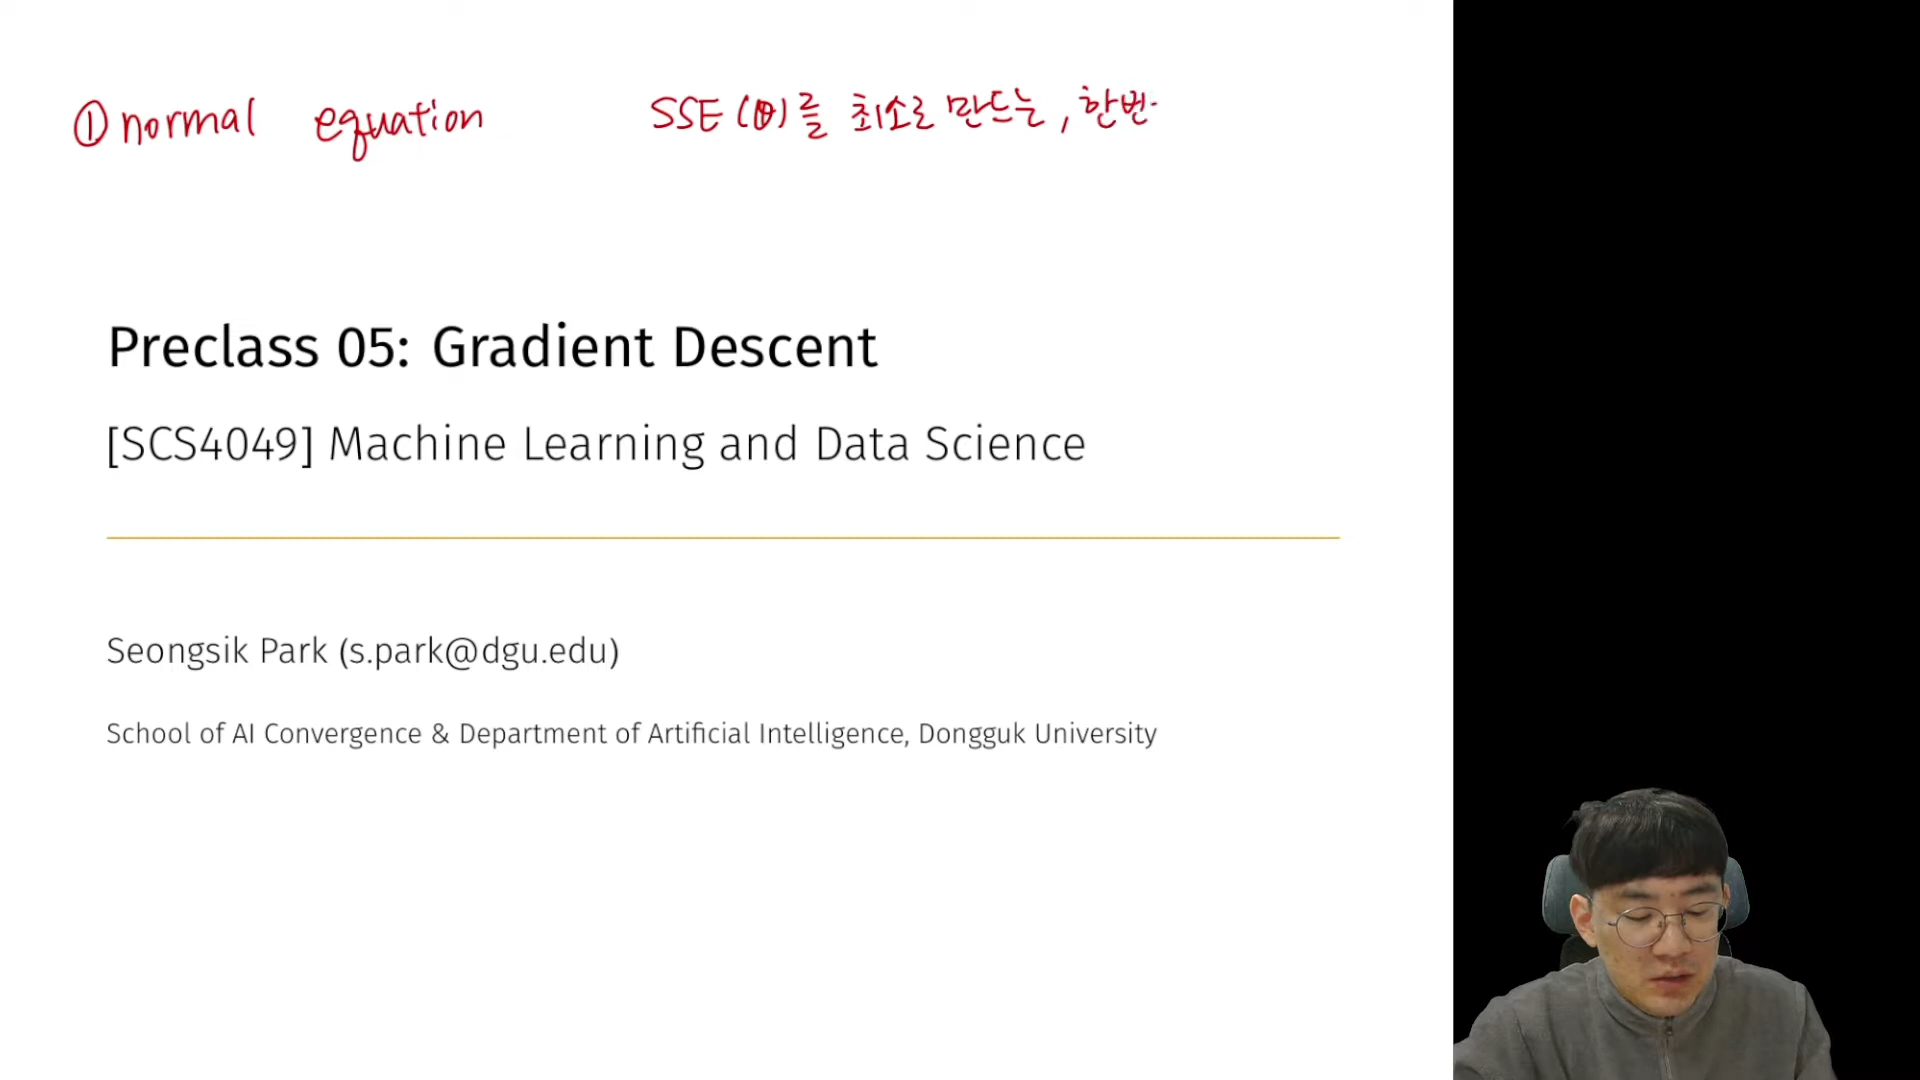 ① normal equation SSE(θ)를 최소로 만드는, 한번
Preclass 05: Gradient Descent
[SCS4049] Machine Learning and Data Science
Seongsik Park (s.park@dgu.edu)
School of AI Convergence & Department of Artificial Intelligence, Dongguk University